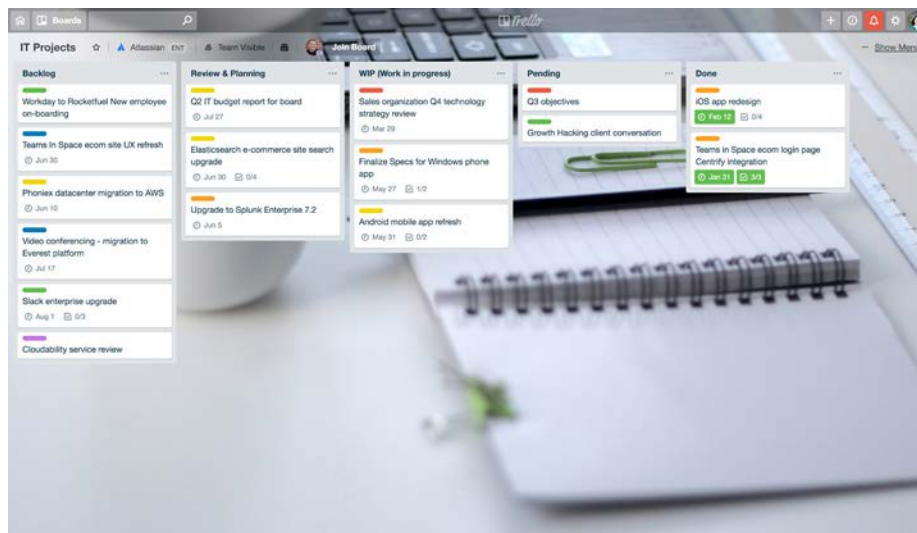 Boards
Trello
IT Projects
Atlassian ENT
Team Visible
Join Board
Show Menu
Backlog
Workday to Rocketfuel New employee
on-boarding
Teams In Space ecom site UX refresh
Jun 30
Phoniex datacenter migration to AWS
Jun 10
Video conferencing - migration to
Everest platform
Jul 17
Slack enterprise upgrade
Aug 1 0/3
Cloudability service review
Review & Planning
Q2 IT budget report for board
Jul 27
Elasticsearch e-commerce site search
upgrade
Jun 30 0/4
Upgrade to Splunk Enterprise 7.2
Jun 5
WIP (Work in progress)
Sales organization Q4 technology
strategy review
Mar 29
Finalize Specs for Windows phone
app
May 27 1/2
Android mobile app refresh
May 31 0/2
Pending
Q3 objectives
Growth Hacking client conversation
Done
iOS app redesign
Feb 12 0/4
Teams in Space ecom login page
Centrify integration
Jan 31 3/3